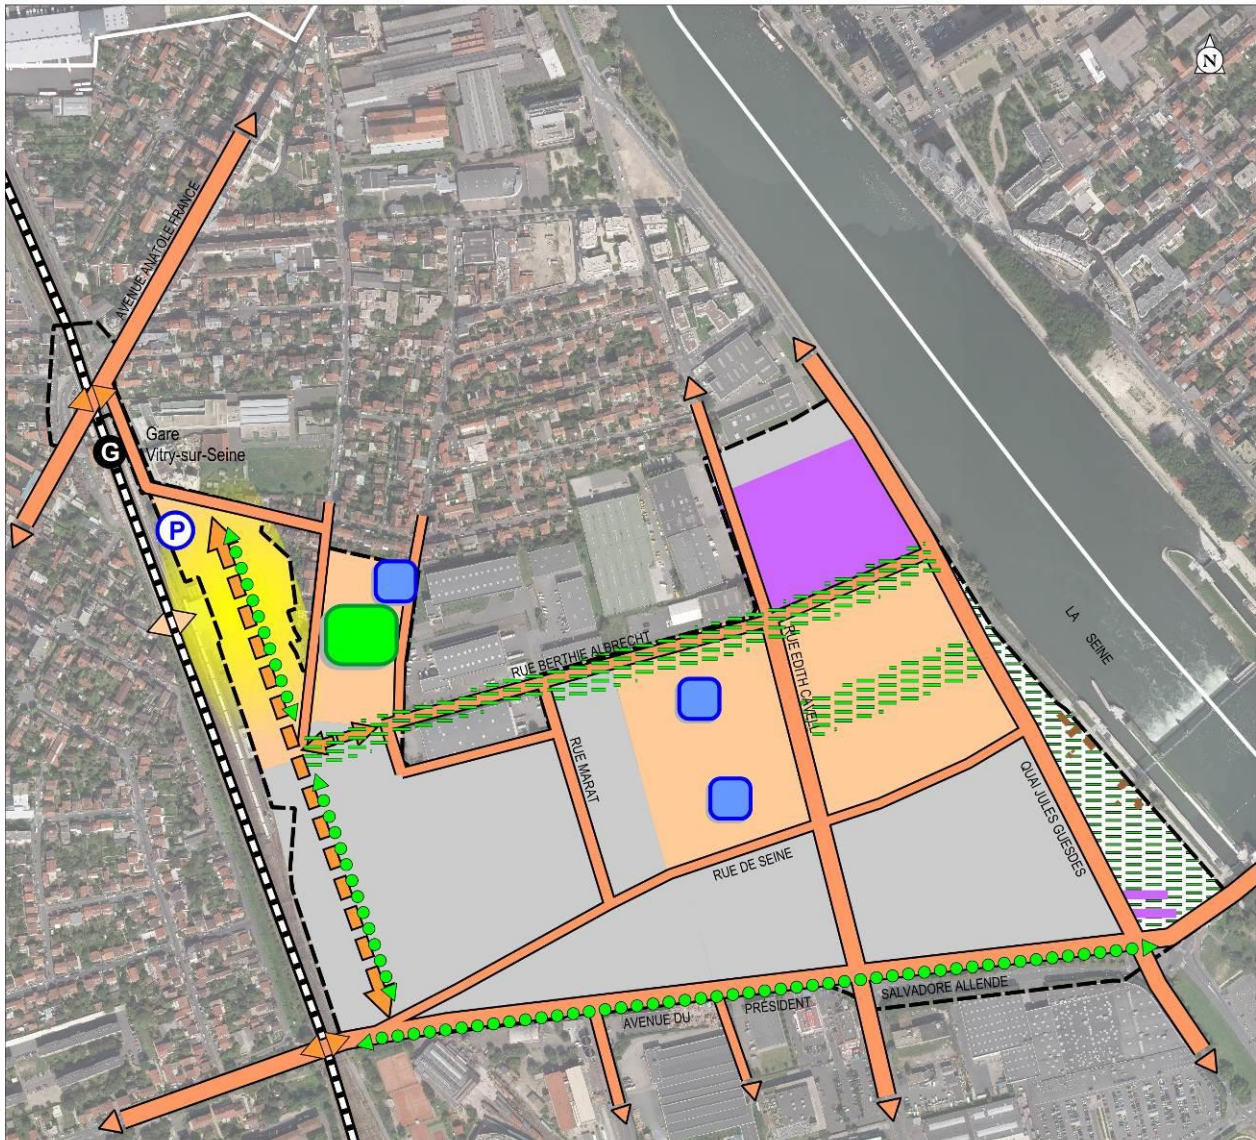 N
AVENUE ANATOLE FRANCE
G
Gare
Vitry-sur-Seine
P
LA SEINE
RUE BERTHIE ALBRECHT
RUE EDITH CAVELL
RUE MARAT
QUAI JULES GUESDES
RUE DE SEINE
AVENUE DU PRÉSIDENT SALVADORE ALLENDE